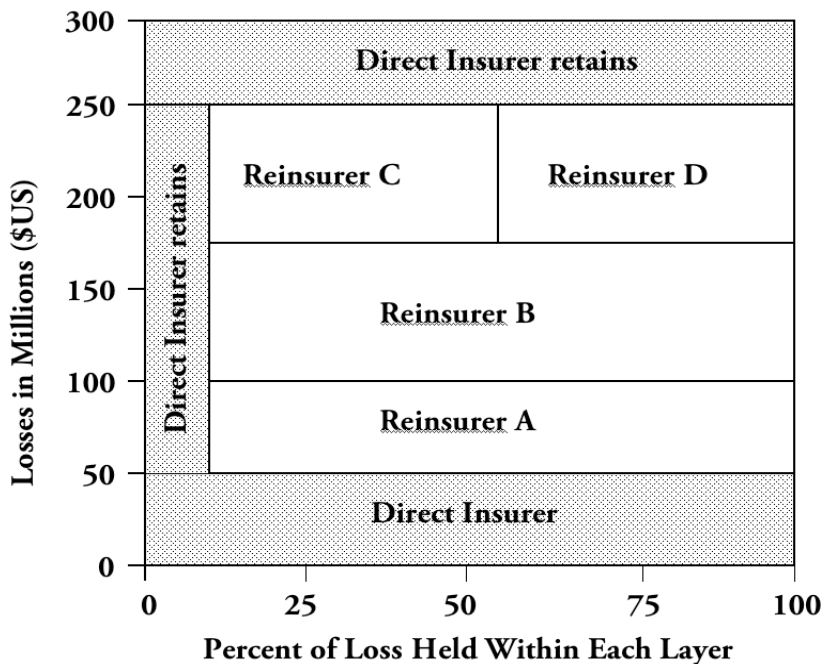 300
Direct Insurer retains
250
Reinsurer C
Reinsurer D
200
Direct Insurer retains
Losses in Millions ($US)
150
Reinsurer B
100
Reinsurer A
50
Direct Insurer
0
0 25 50 75 100
Percent of Loss Held Within Each Layer